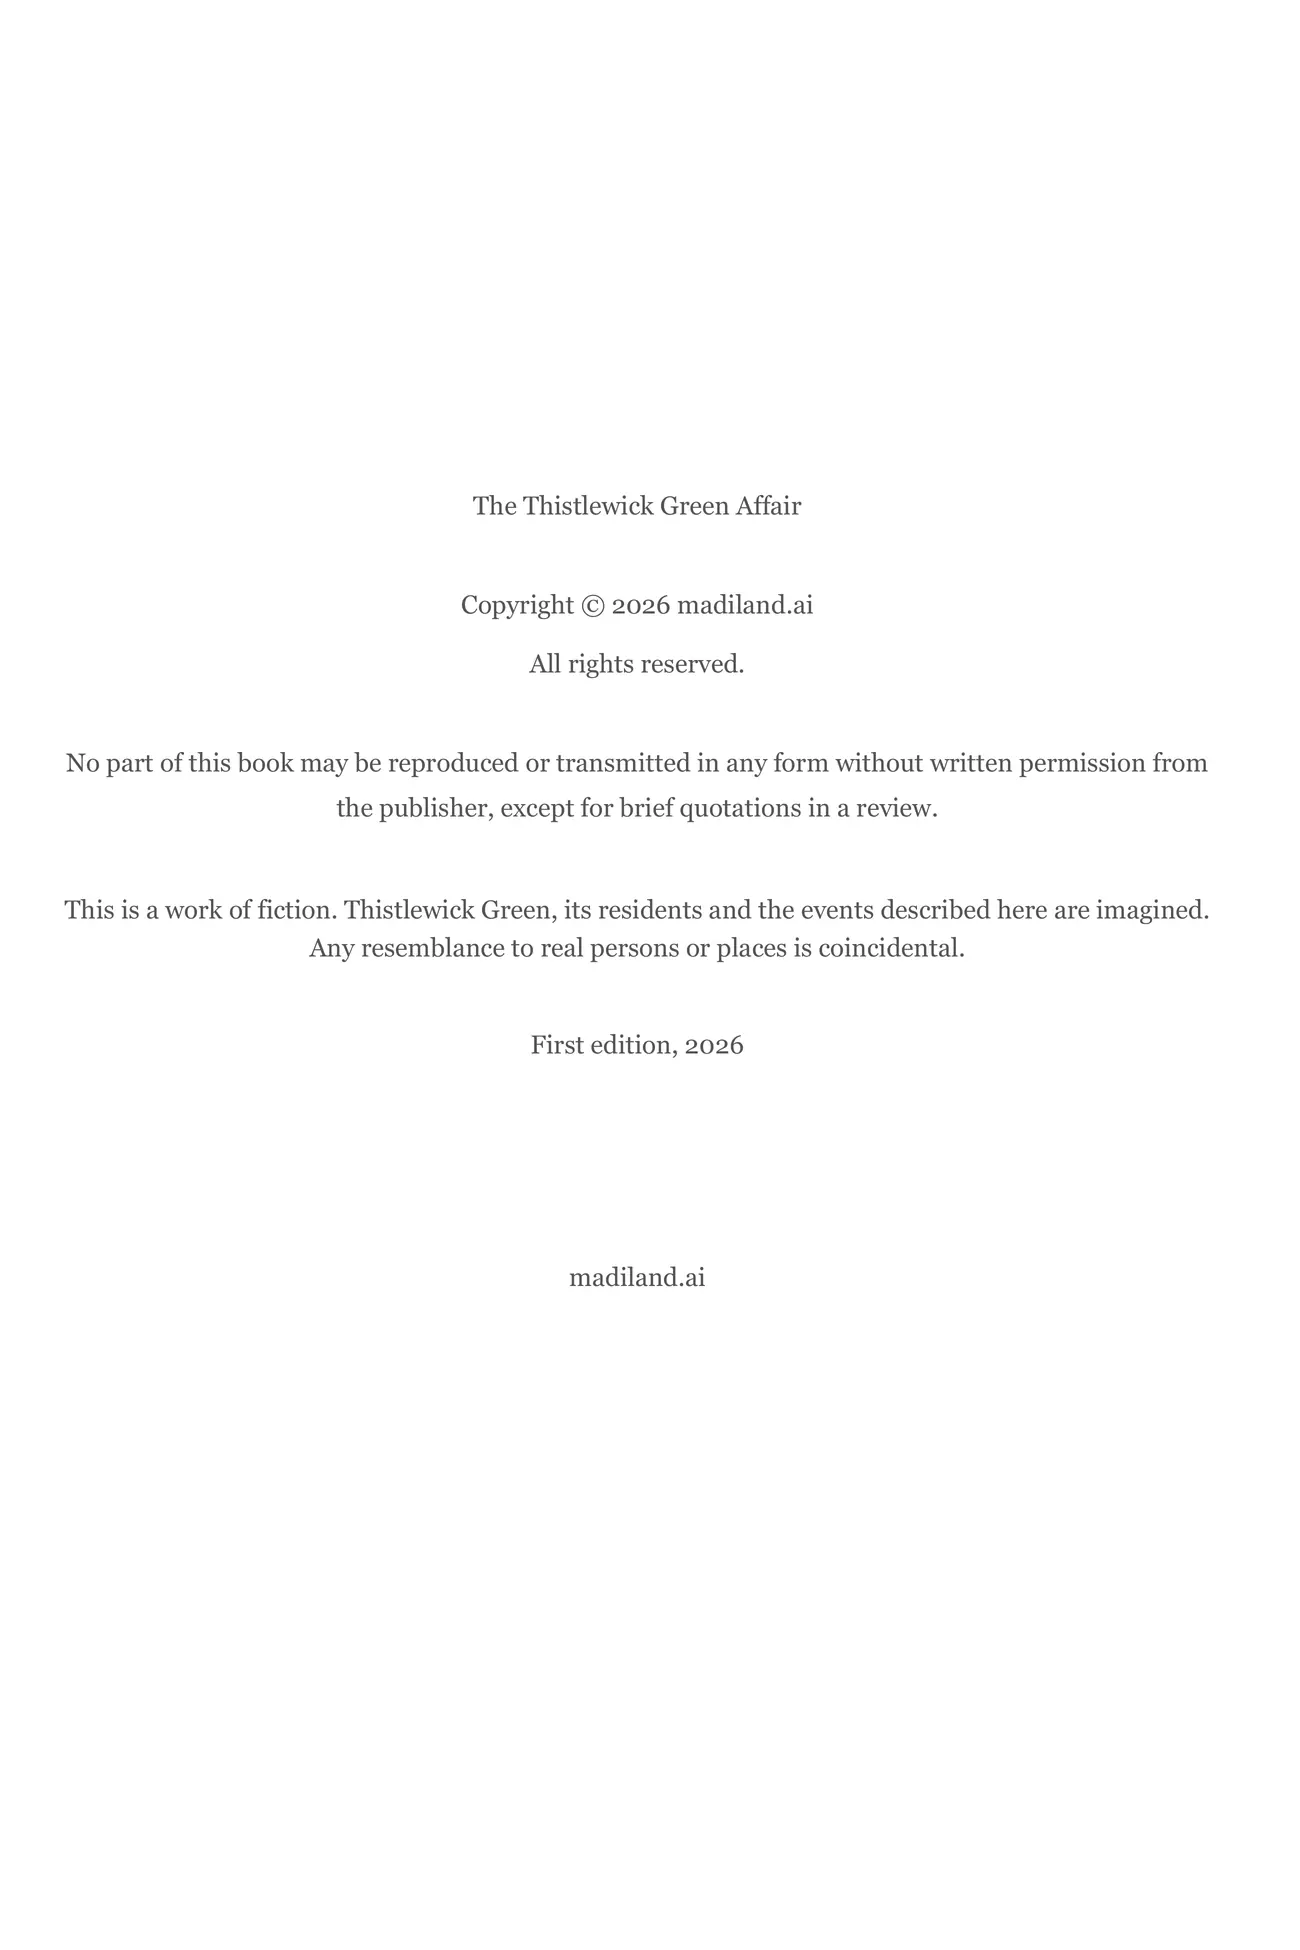 The Thistlewick Green Affair
Copyright © 2026 madiland.ai
All rights reserved.
No part of this book may be reproduced or transmitted in any form without written permission from
the publisher, except for brief quotations in a review.
This is a work of fiction. Thistlewick Green, its residents and the events described here are imagined.
Any resemblance to real persons or places is coincidental.
First edition, 2026
madiland.ai